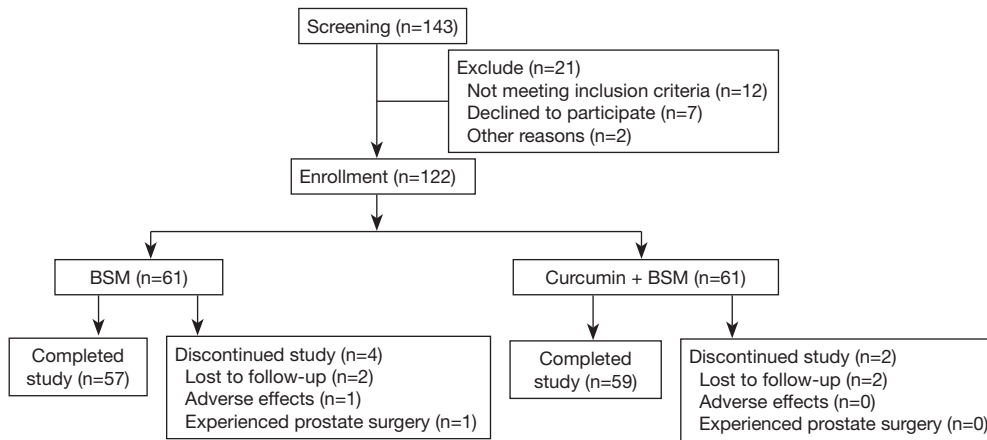 Screening (n=143)
Exclude (n=21)
Not meeting inclusion criteria (n=12)
Declined to participate (n=7)
Other reasons (n=2)
Enrollment (n=122)
BSM (n=61)
Curcumin + BSM (n=61)
Completed
study (n=57)
Discontinued study (n=4)
Lost to follow-up (n=2)
Adverse effects (n=1)
Experienced prostate surgery (n=1)
Completed
study (n=59)
Discontinued study (n=2)
Lost to follow-up (n=2)
Adverse effects (n=0)
Experienced prostate surgery (n=0)